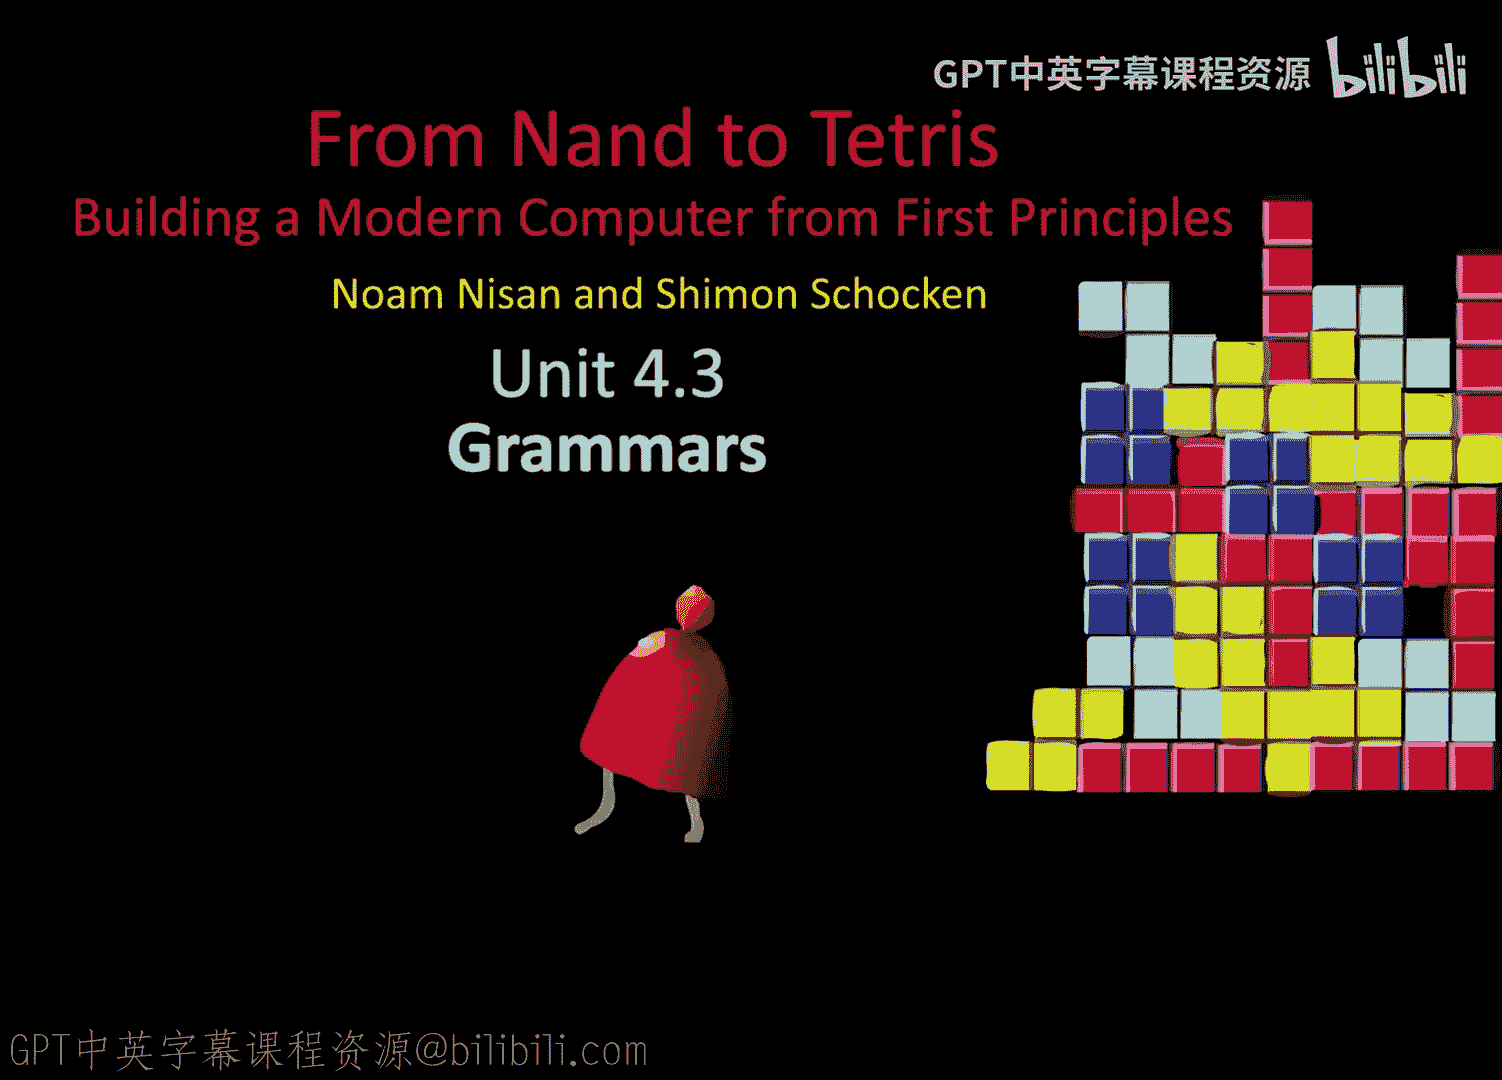 GPT中英字幕课程资源 bilibili
From Nand to Tetris
Building a Modern Computer from First Principles
Noam Nisan and Shimon Schocken
Unit 4.3
Grammars
GPT中英字幕课程资源@bilibili.com